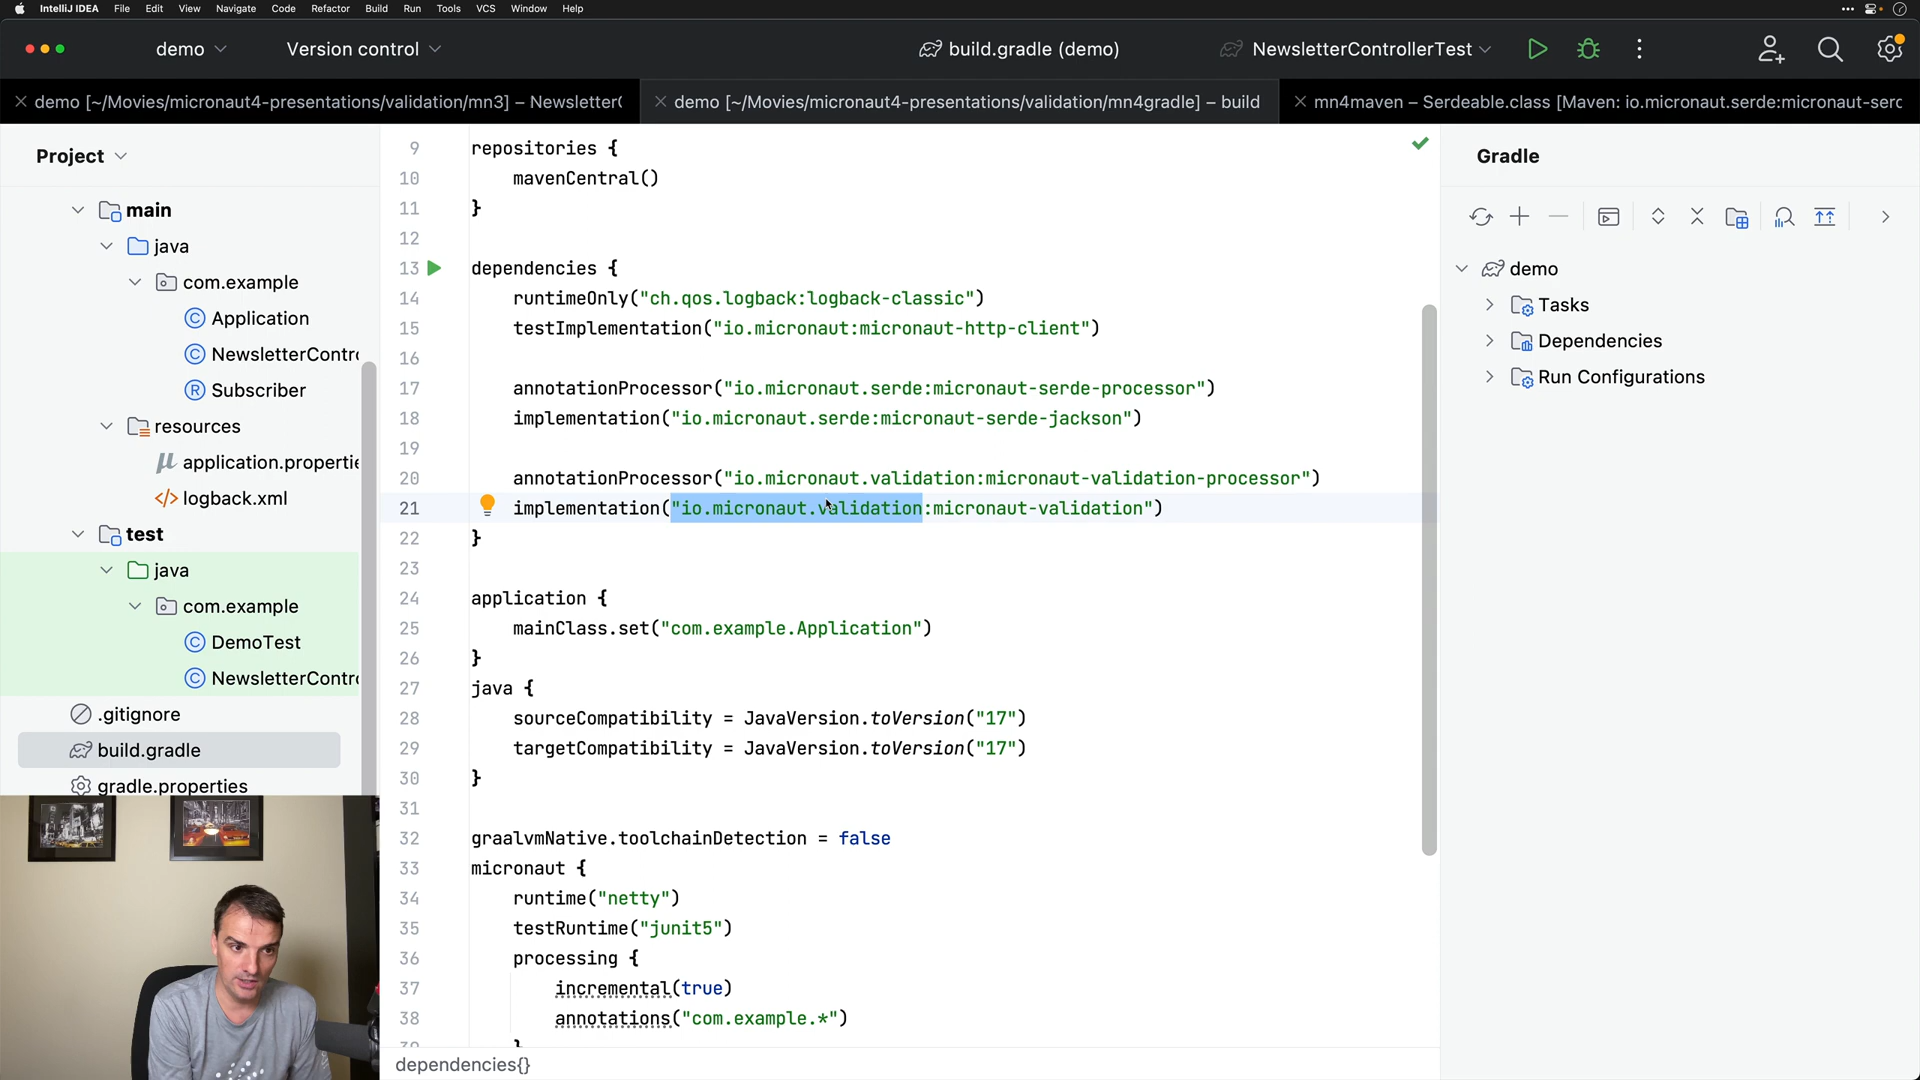 IntelliJ IDEA File Edit View Navigate Code Refactor Build Run Tools VCS Window Help
demo Version control build.gradle (demo) NewsletterControllerTest
demo [~/Movies/micronaut4-presentations/validation/mn3] – NewsletterC
demo [~/Movies/micronaut4-presentations/validation/mn4gradle] – build
mn4maven – Serdeable.class [Maven: io.micronaut.serde:micronaut-serd
Project
main
java
com.example
Application
NewsletterContro
Subscriber
resources
application.propertie
logback.xml
test
java
com.example
DemoTest
NewsletterContro
.gitignore
build.gradle
gradle.properties
9 repositories {
10 mavenCentral()
11 }
12
13 dependencies {
14 runtimeOnly("ch.qos.logback:logback-classic")
15 testImplementation("io.micronaut:micronaut-http-client")
16
17 annotationProcessor("io.micronaut.serde:micronaut-serde-processor")
18 implementation("io.micronaut.serde:micronaut-serde-jackson")
19
20 annotationProcessor("io.micronaut.validation:micronaut-validation-processor")
21 implementation("io.micronaut.validation:micronaut-validation")
22 }
23
24 application {
25 mainClass.set("com.example.Application")
26 }
27 java {
28 sourceCompatibility = JavaVersion.toVersion("17")
29 targetCompatibility = JavaVersion.toVersion("17")
30 }
31
32 graalvmNative.toolchainDetection = false
33 micronaut {
34 runtime("netty")
35 testRuntime("junit5")
36 processing {
37 incremental(true)
38 annotations("com.example.*")
39 }
dependencies{}
Gradle
demo
Tasks
Dependencies
Run Configurations